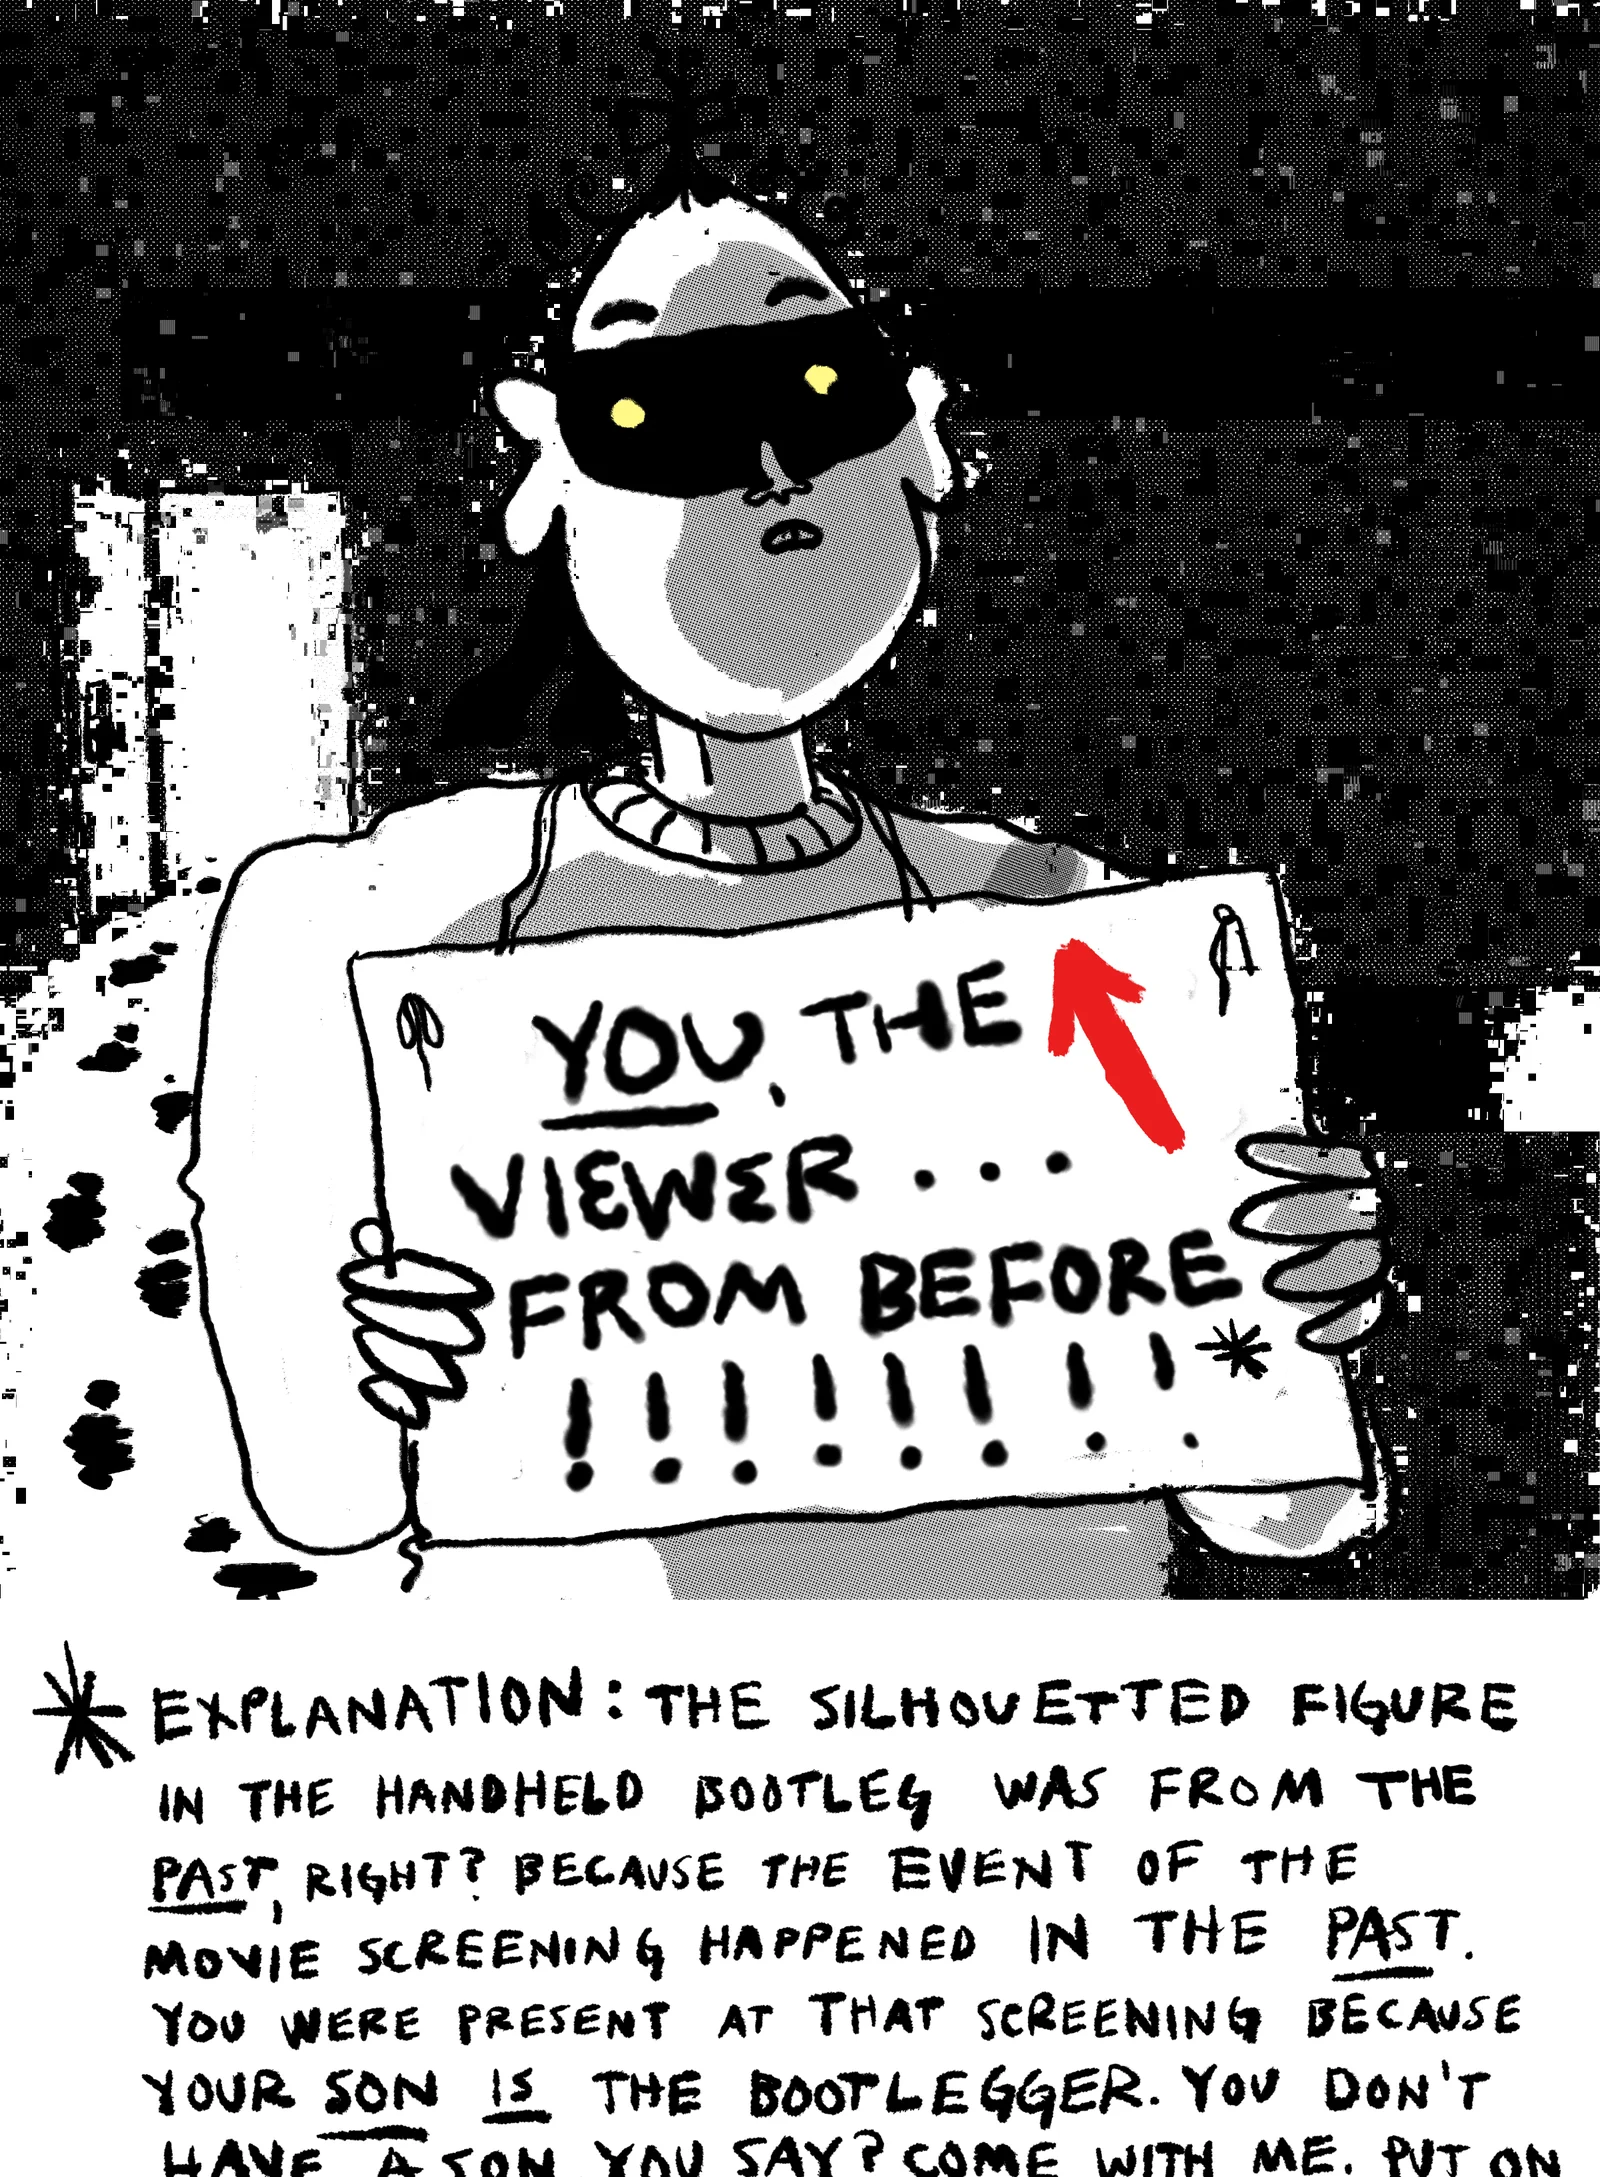 YOU, THE
VIEWER...
FROM BEFORE
!!!!!!!! *
* EXPLANATION: THE SILHOUETTED FIGURE
IN THE HANDHELD BOOTLEG WAS FROM THE
PAST, RIGHT? BECAUSE THE EVENT OF THE
MOVIE SCREENING HAPPENED IN THE PAST.
YOU WERE PRESENT AT THAT SCREENING BECAUSE
YOUR SON IS THE BOOTLEGGER. YOU DON'T
HAVE A SON, YOU SAY? COME WITH ME. PUT ON